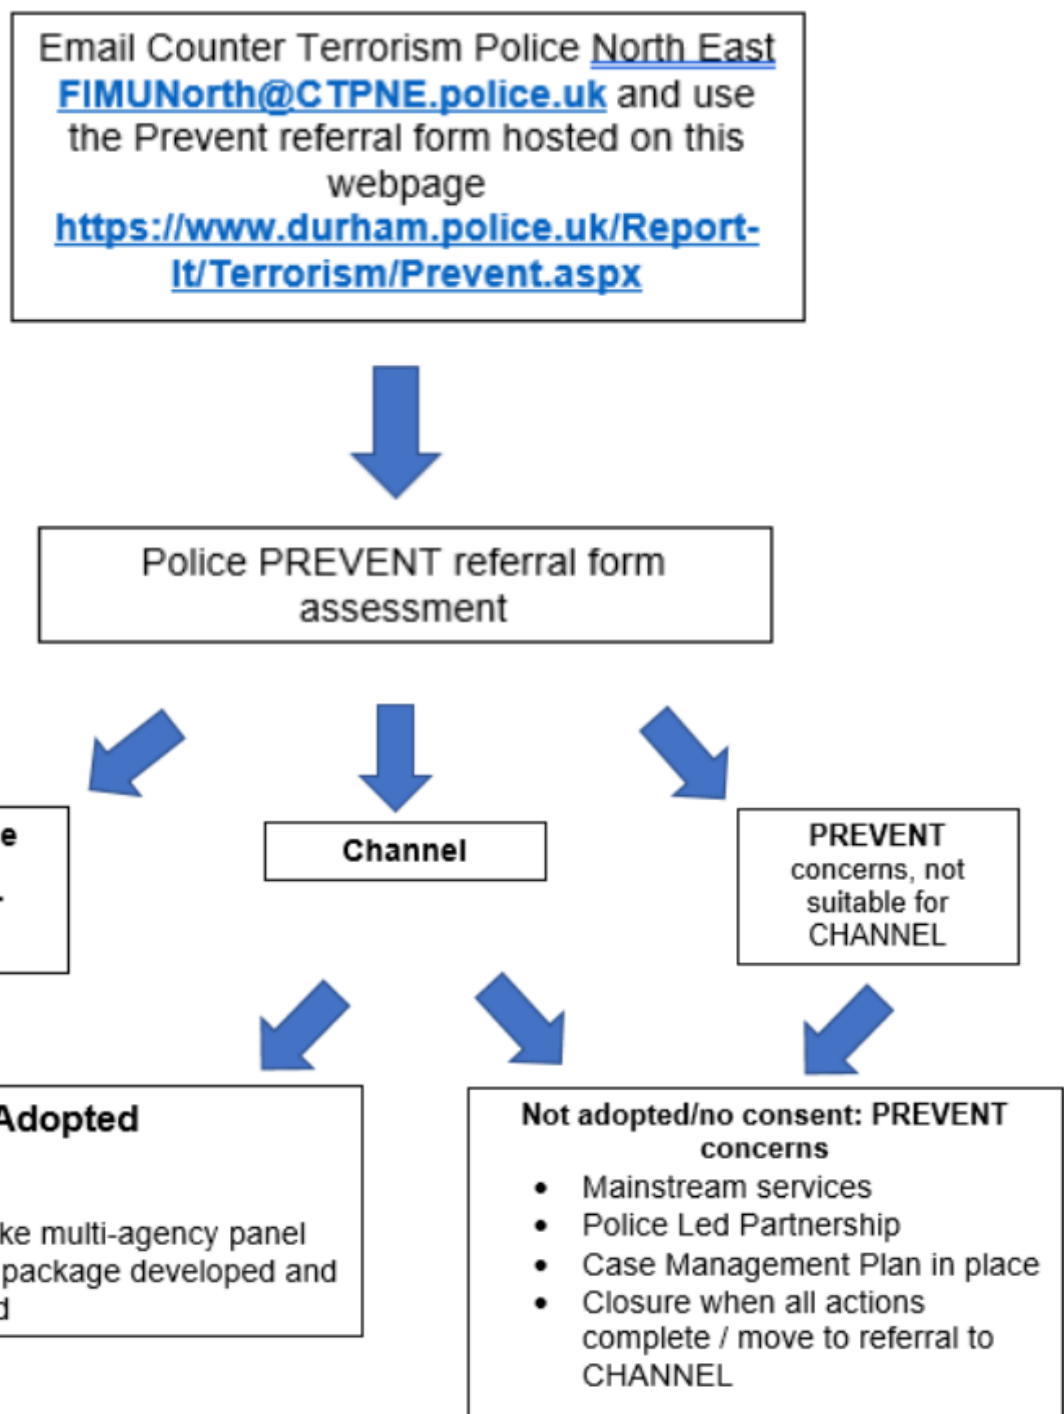 Email Counter Terrorism Police North East
FIMUNorth@CTPNE.police.uk and use
the Prevent referral form hosted on this
webpage
https://www.durham.police.uk/Report-
It/Terrorism/Prevent.aspx
Police PREVENT referral form
assessment
Channel
PREVENT
concerns, not
suitable for
CHANNEL
Adopted
multi-agency panel
package developed and
Not adopted/no consent: PREVENT
concerns
• Mainstream services
• Police Led Partnership
• Case Management Plan in place
• Closure when all actions
complete / move to referral to
CHANNEL